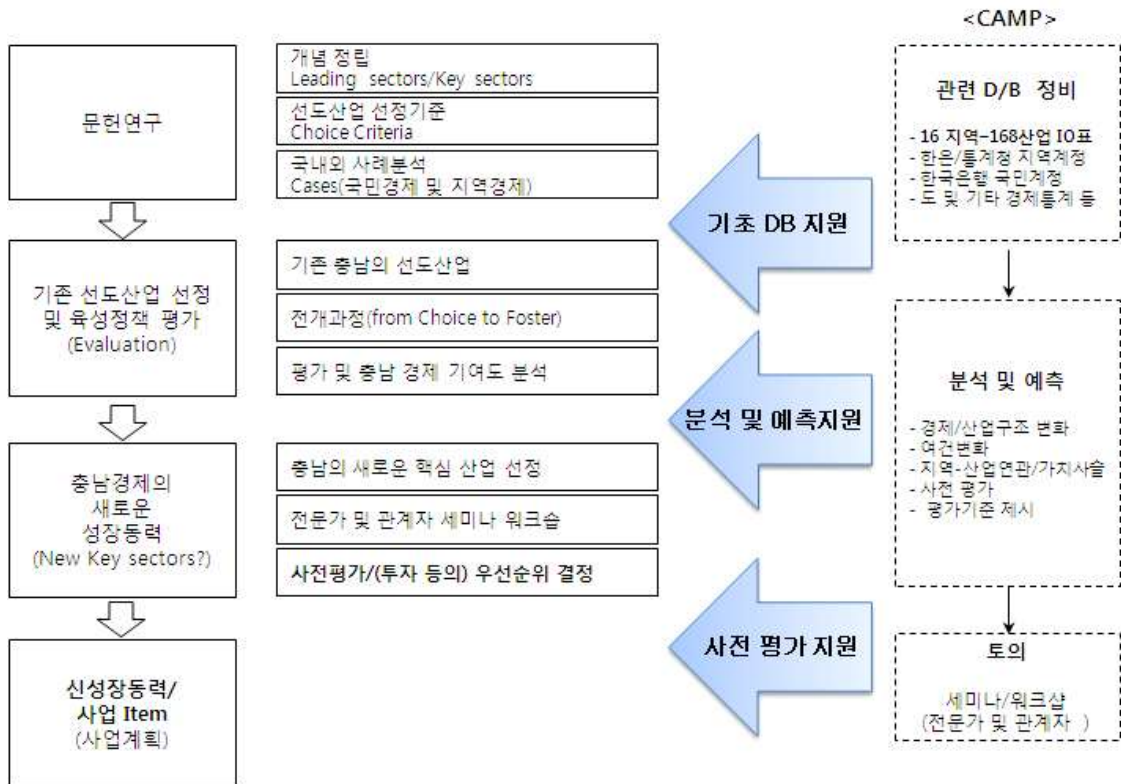 <CAMP>
문헌연구
개념 정립
Leading sectors/Key sectors
선도산업 선정기준
Choice Criteria
국내외 사례분석
Cases(국민경제 및 지역경제)
기존 선도산업 선정
및 육성정책 평가
(Evaluation)
기존 충남의 선도산업
전개과정(from Choice to Foster)
평가 및 충남 경제 기여도 분석
충남경제의
새로운
성장동력
(New Key sectors?)
충남의 새로운 핵심 산업 선정
전문가 및 관계자 세미나 워크숍
사전평가/(투자 등의) 우선순위 결정
신성장동력/
사업 Item
(사업계획)
기초 DB 지원
분석 및 예측지원
사전 평가 지원
관련 D/B 정비
- 16 지역-168산업 IO표
- 한은/통계청 지역계정
- 한국은행 국민계정
- 도 및 기타 경제통계 등
분석 및 예측
- 경제/산업구조 변화
- 여건변화
- 지역-산업연관/가치사슬
- 사전 평가
- 평가기준 제시
토의
세미나/워크샵
(전문가 및 관계자 )